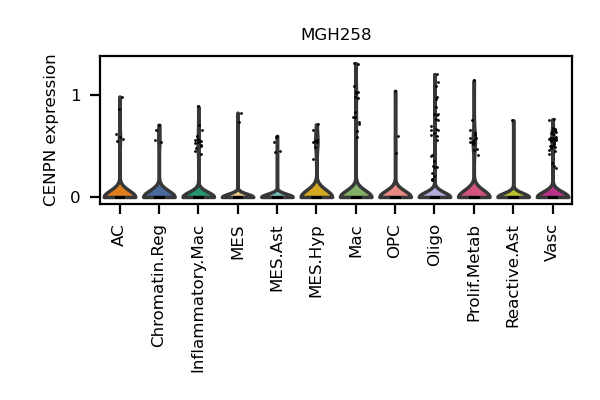 MGH258
CENPN expression
1
0
AC
Chromatin.Reg
Inflammatory.Mac
MES
MES.Ast
MES.Hyp
Mac
OPC
Oligo
Prolif.Metab
Reactive.Ast
Vasc